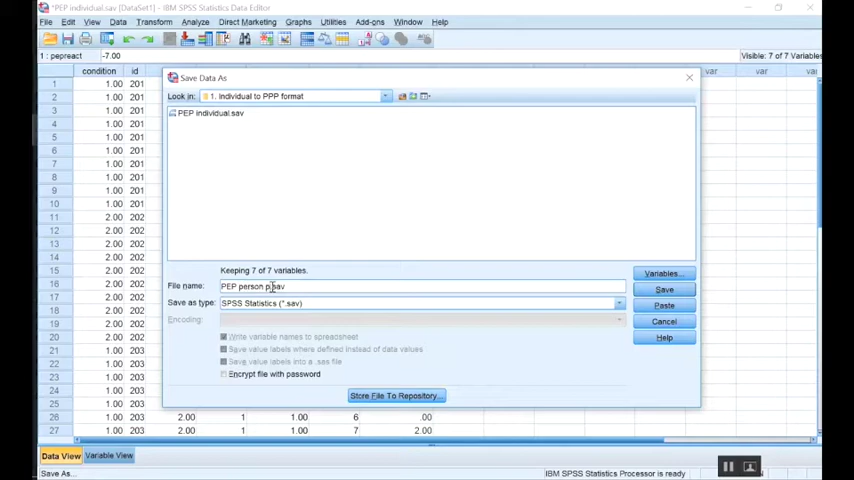 *PEP individual.sav [DataSet1] - IBM SPSS Statistics Data Editor
File Edit View Data Transform Analyze Direct Marketing Graphs Utilities Add-ons Window Help
1 : pepreact -7.00 Visible: 7 of 7 Variables
condition id var var va
1 1.00 201
2 1.00 201
3 1.00 201
4 1.00 201
5 1.00 201
6 1.00 201
7 1.00 201
8 1.00 201
9 1.00 201
10 1.00 201
11 2.00 202
12 2.00 202
13 2.00 202
14 2.00 202
15 2.00 202
16 2.00 202
17 2.00 202
18 2.00 202
19 2.00 202
20 2.00 202
21 1.00 203
22 1.00 203
23 1.00 203
24 1.00 203
25 1.00 203
26 1.00 203 2.00 1 1.00 6 .00
27 1.00 203 2.00 1 1.00 7 2.00
Save Data As
Look in: 1. Individual to PPP format
PEP individual.sav
Keeping 7 of 7 variables.
Variables...
File name: PEP person p.sav
Save
Save as type: SPSS Statistics (*.sav)
Paste
Encoding:
Cancel
Write variable names to spreadsheet
Help
Save value labels where defined instead of data values
Save value labels into a .sas file
Encrypt file with password
Store File To Repository...
Data View Variable View
Save As... IBM SPSS Statistics Processor is ready